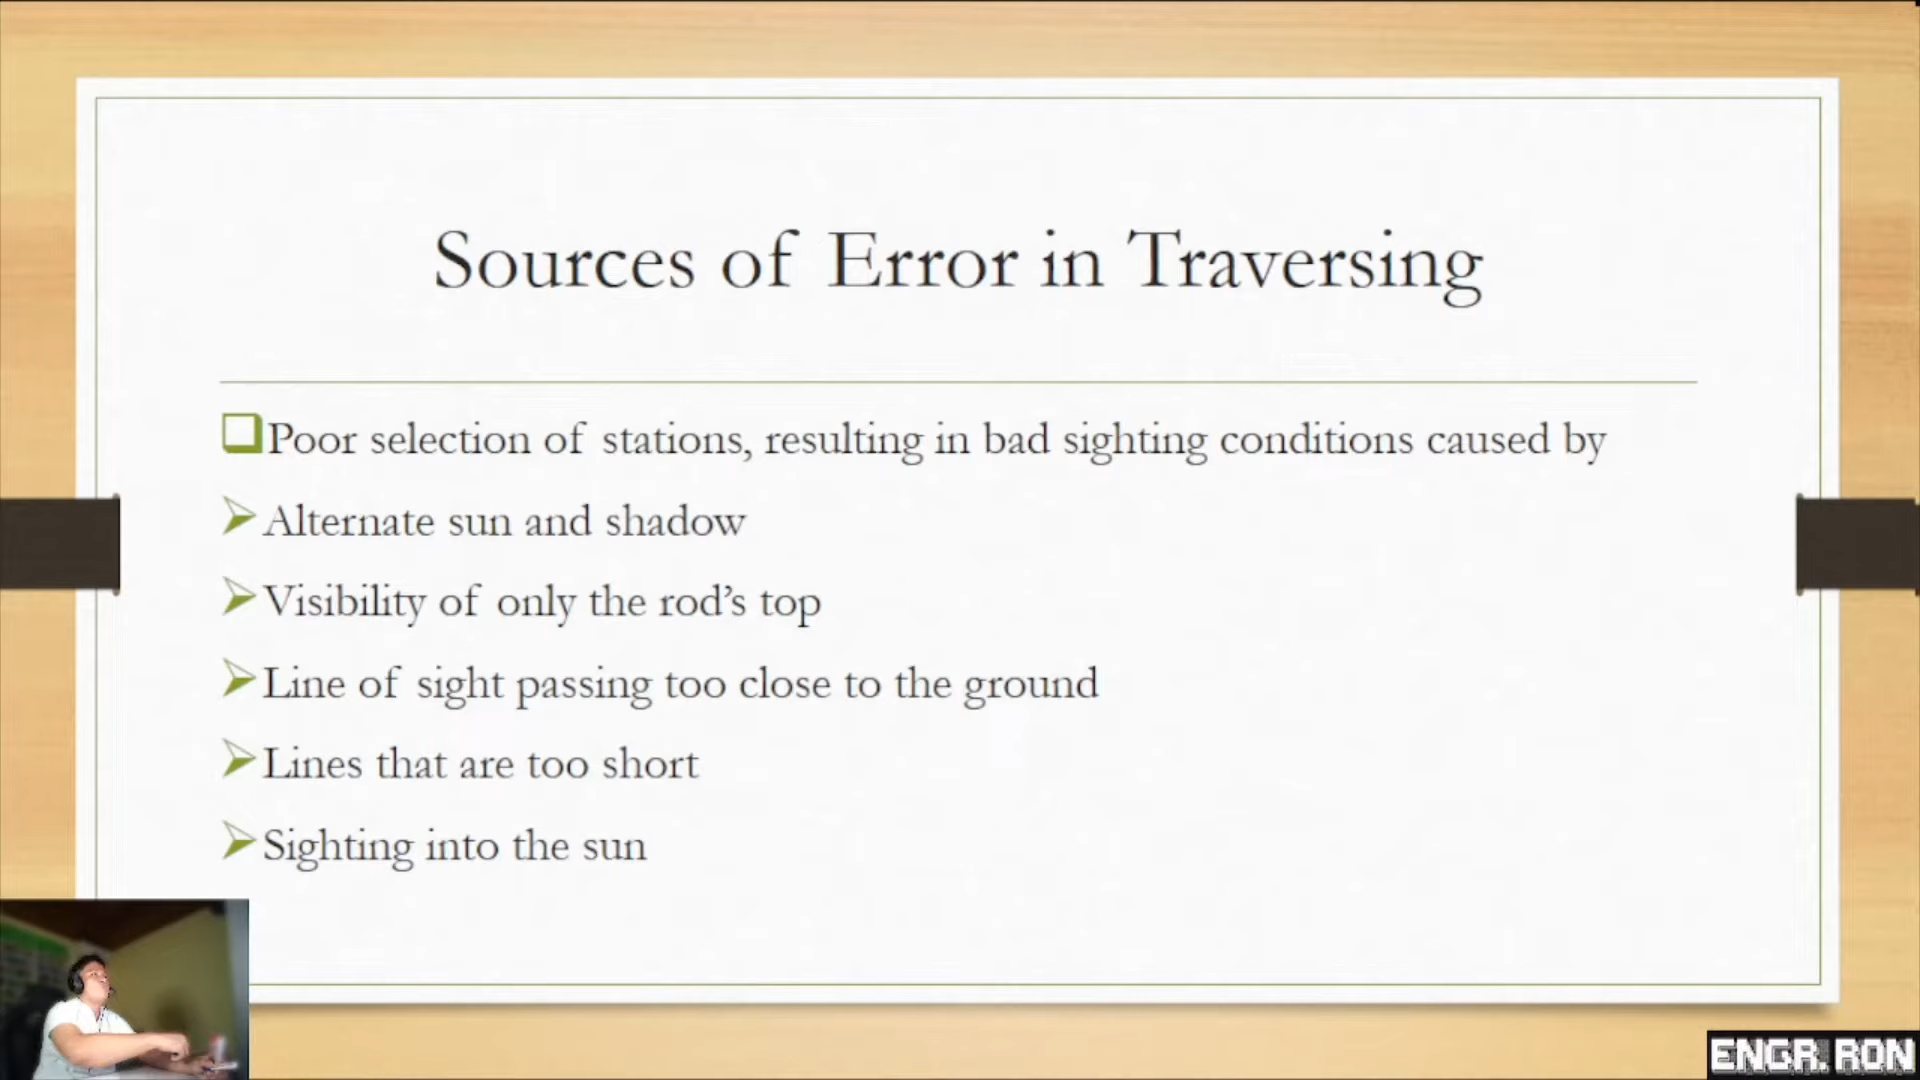 Sources of Error in Traversing
Poor selection of stations, resulting in bad sighting conditions caused by
Alternate sun and shadow
Visibility of only the rod's top
Line of sight passing too close to the ground
Lines that are too short
Sighting into the sun
ENGR. RON